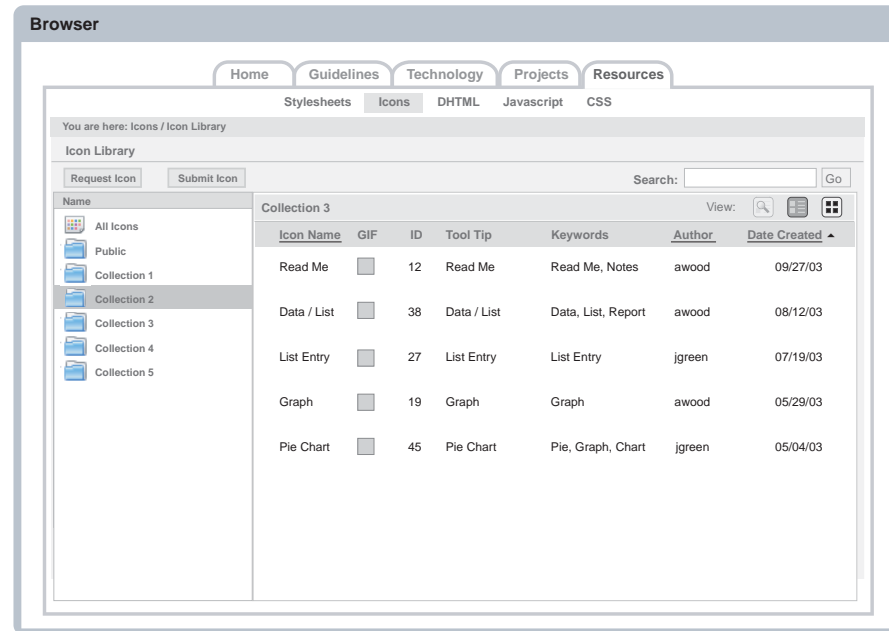 Browser
Home Guidelines Technology Projects Resources
Stylesheets Icons DHTML Javascript CSS
You are here: Icons / Icon Library
Icon Library
Request Icon Submit Icon Search: Go
Name
All Icons
Public
Collection 1
Collection 2
Collection 3
Collection 4
Collection 5
Collection 3 View:
Icon Name GIF ID Tool Tip Keywords Author Date Created
Read Me 12 Read Me Read Me, Notes awood 09/27/03
Data / List 38 Data / List Data, List, Report awood 08/12/03
List Entry 27 List Entry List Entry jgreen 07/19/03
Graph 19 Graph Graph awood 05/29/03
Pie Chart 45 Pie Chart Pie, Graph, Chart jgreen 05/04/03